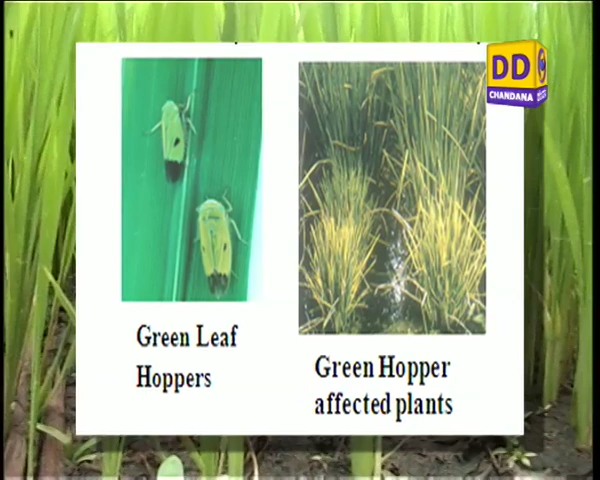 DD
CHANDANA
Green Leaf
Hoppers
Green Hopper
affected plants